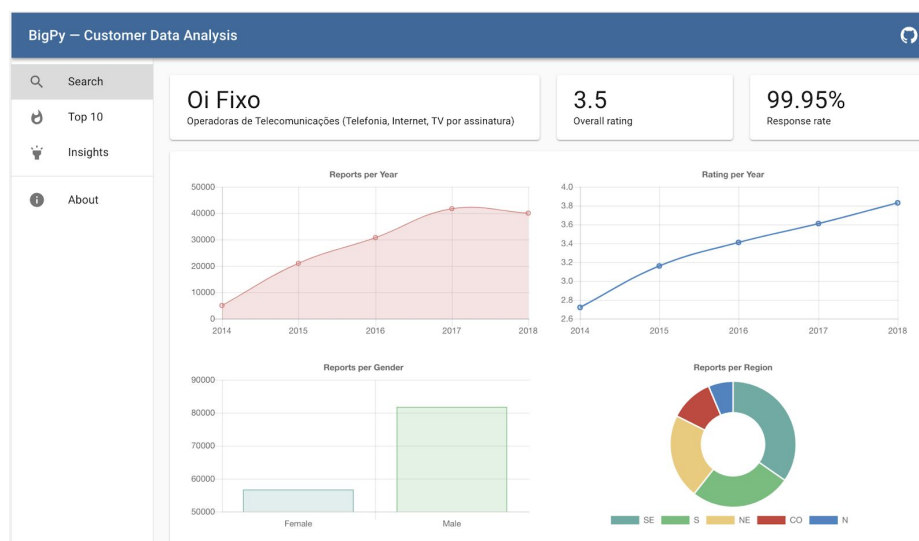 BigPy — Customer Data Analysis
Search
Top 10
Insights
About
Oi Fixo
Operadoras de Telecomunicações (Telefonia, Internet, TV por assinatura)
3.5
Overall rating
99.95%
Response rate
Reports per Year
50000
40000
30000
20000
10000
0
2014 2015 2016 2017 2018
Rating per Year
4.0
3.8
3.6
3.4
3.2
3.0
2.8
2.6
2014 2015 2016 2017 2018
Reports per Gender
90000
80000
70000
60000
50000
Female Male
Reports per Region
SE S NE CO N